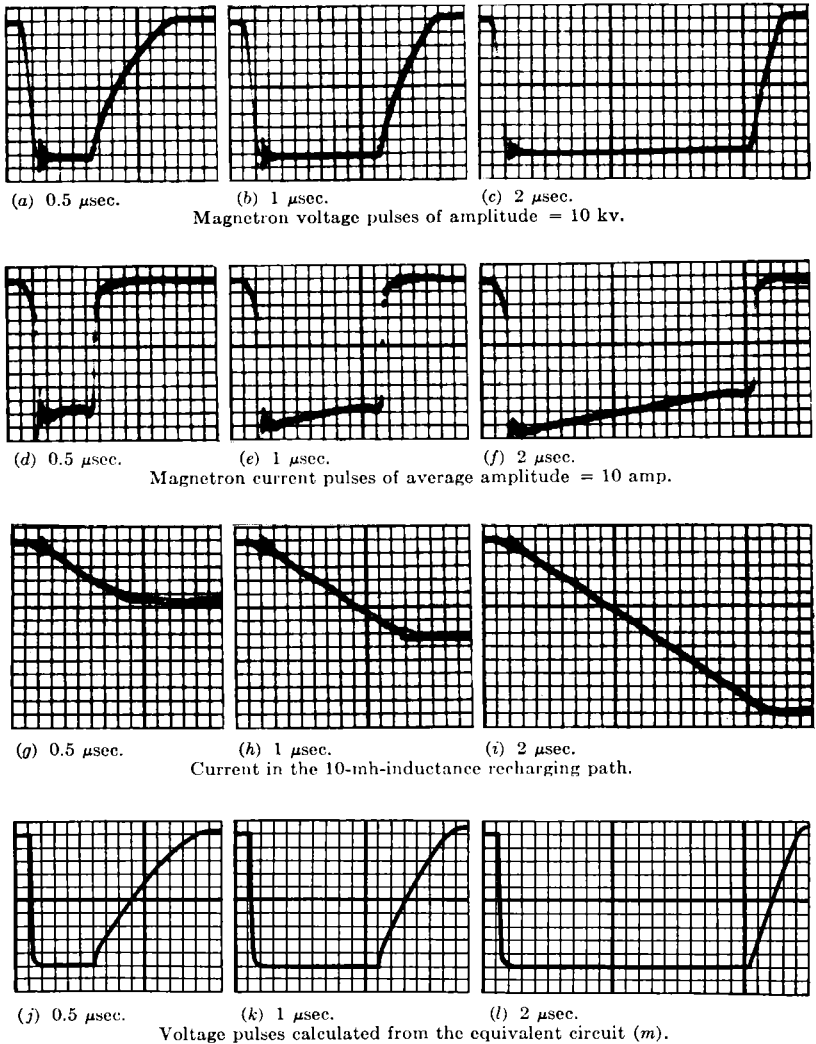 (a) 0.5 μsec. (b) 1 μsec. (c) 2 μsec.
Magnetron voltage pulses of amplitude = 10 kv.
(d) 0.5 μsec. (e) 1 μsec. (f) 2 μsec.
Magnetron current pulses of average amplitude = 10 amp.
(g) 0.5 μsec. (h) 1 μsec. (i) 2 μsec.
Current in the 10-mh-inductance recharging path.
(j) 0.5 μsec. (k) 1 μsec. (l) 2 μsec.
Voltage pulses calculated from the equivalent circuit (m).